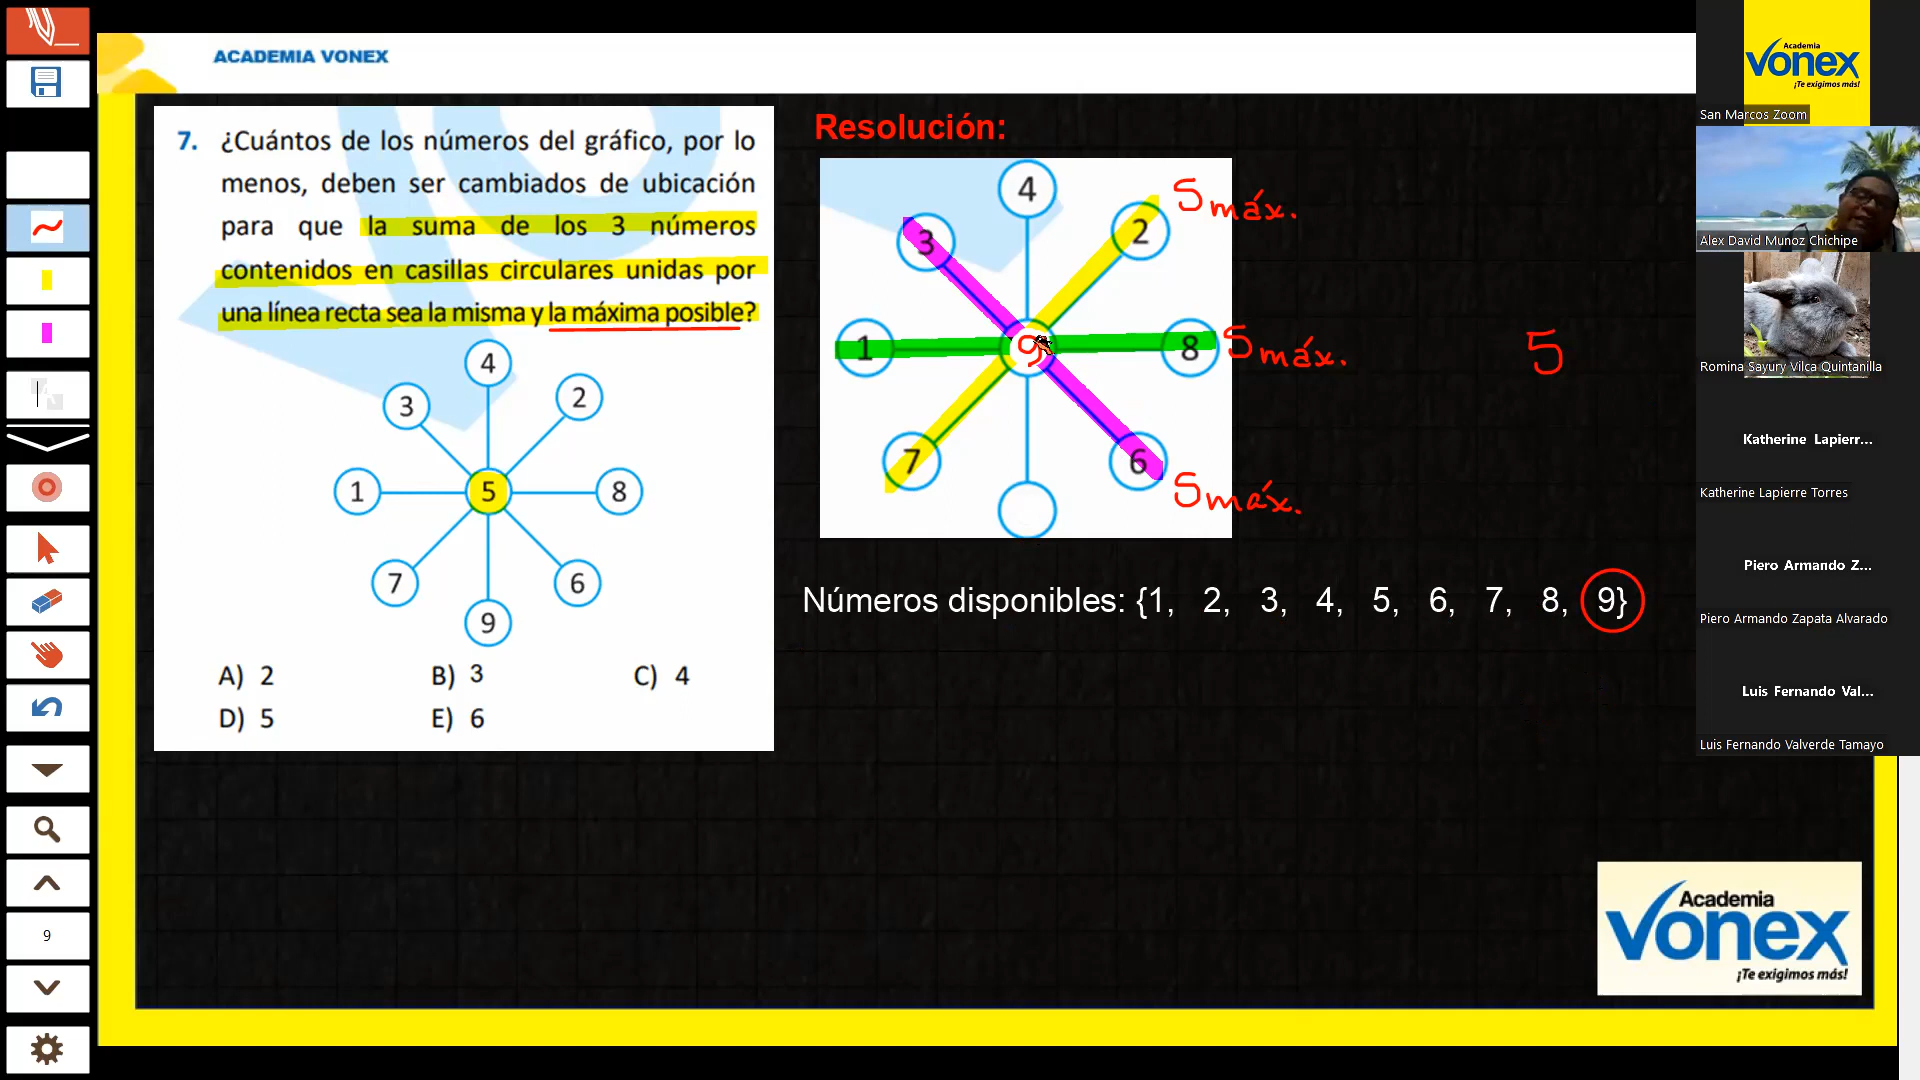 ACADEMIA VONEX
7. ¿Cuántos de los números del gráfico, por lo
menos, deben ser cambiados de ubicación
para que la suma de los 3 números
contenidos en casillas circulares unidas por
una línea recta sea la misma y la máxima posible?
4
3
2
1
5
8
7
6
9
A) 2
B) 3
C) 4
D) 5
E) 6
Resolución:
4
3
2
1
9
8
7
6
Smáx.
Smáx.
Smáx.
5
Números disponibles: {1, 2, 3, 4, 5, 6, 7, 8, 9}
Academia
Vonex
¡Te exigimos más!
San Marcos Zoom
Alex David Munoz Chichipe
Romina Sayury Vilca Quintanilla
Katherine Lapierr...
Katherine Lapierre Torres
Piero Armando Z...
Piero Armando Zapata Alvarado
Luis Fernando Val...
Luis Fernando Valverde Tamayo
Academia
Vonex
¡Te exigimos más!
9